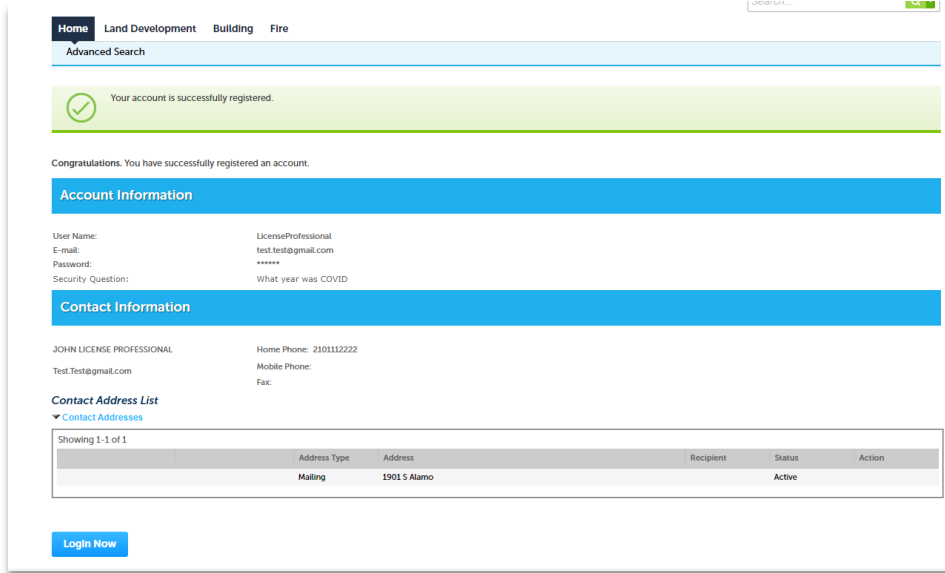 Search...
Home Land Development Building Fire
Advanced Search
Your account is successfully registered.
Congratulations. You have successfully registered an account.
Account Information
User Name: LicenseProfessional
E-mail: test.test@gmail.com
Password: ******
Security Question: What year was COVID
Contact Information
JOHN LICENSE PROFESSIONAL Home Phone: 2101112222
Test.Test@gmail.com Mobile Phone:
Fax:
Contact Address List
Contact Addresses
Showing 1-1 of 1
Address Type Address Recipient Status Action
Mailing 1901 S Alamo Active
Login Now